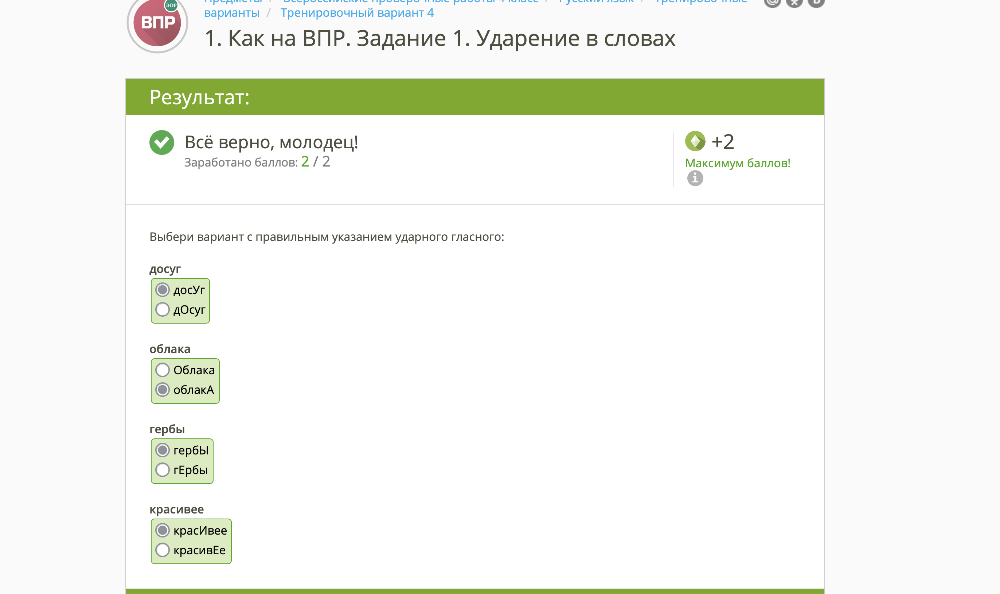 Предметы / Всероссийские проверочные работы 4 класс / Русский язык / Тренировочные
варианты / Тренировочный вариант 4
ЭОР
ВПР
1. Как на ВПР. Задание 1. Ударение в словах
Результат:
Всё верно, молодец!
Заработано баллов: 2 / 2
+2
Максимум баллов!
Выбери вариант с правильным указанием ударного гласного:
досуг
досУг
дОсуг
облака
Облака
облакА
гербы
гербЫ
гЕрбы
красивее
красИвее
красивЕе